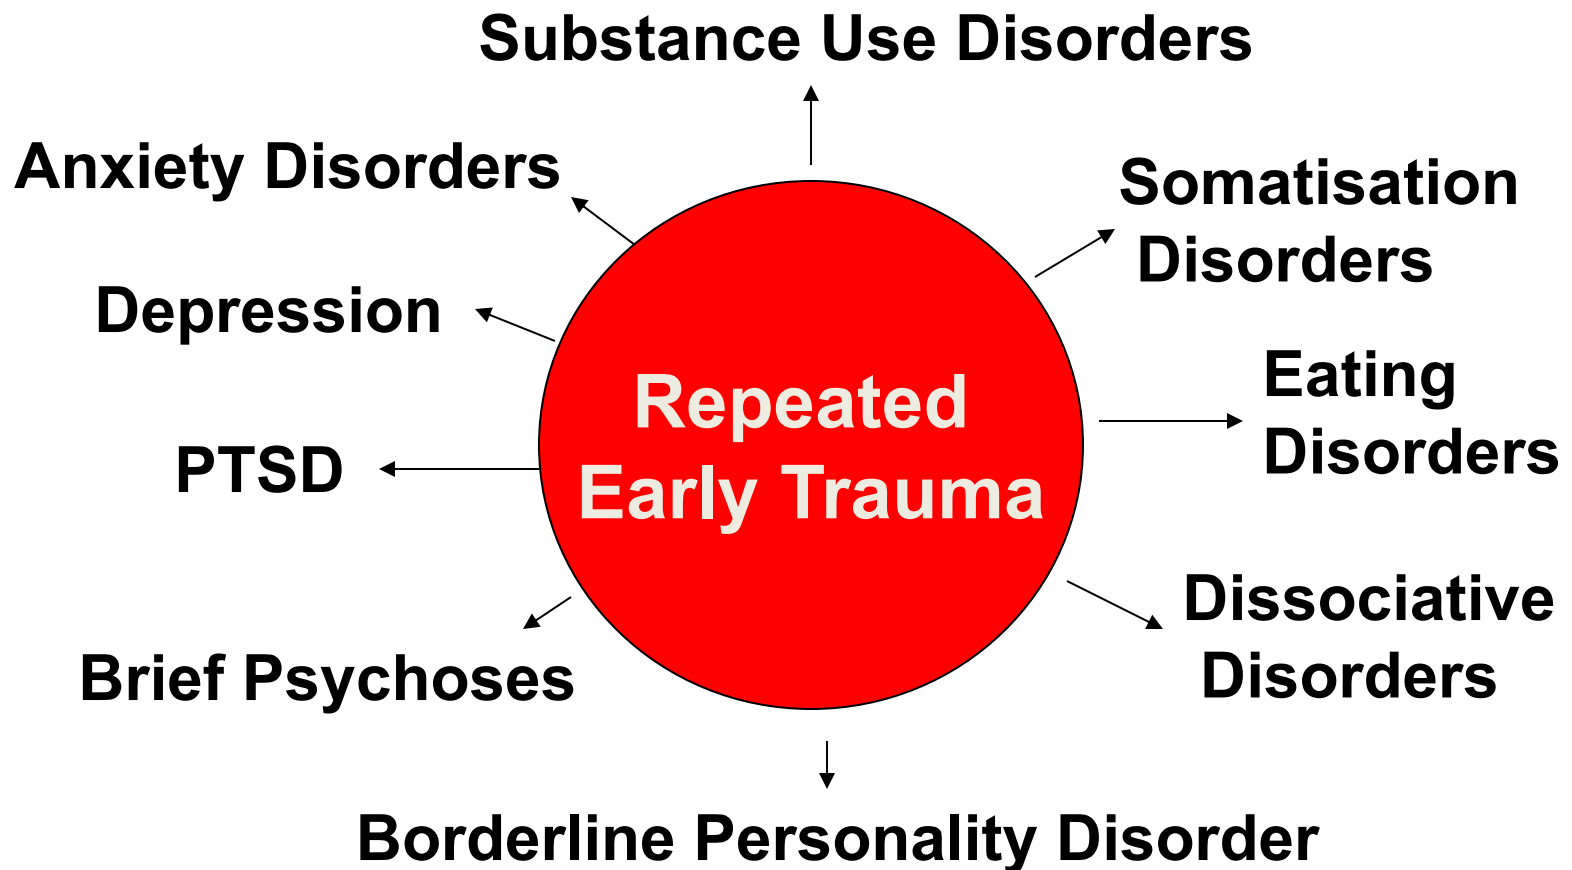 Substance Use Disorders
Anxiety Disorders
Somatisation
Disorders
Depression
Eating
Disorders
Repeated
Early Trauma
PTSD
Dissociative
Disorders
Brief Psychoses
Borderline Personality Disorder